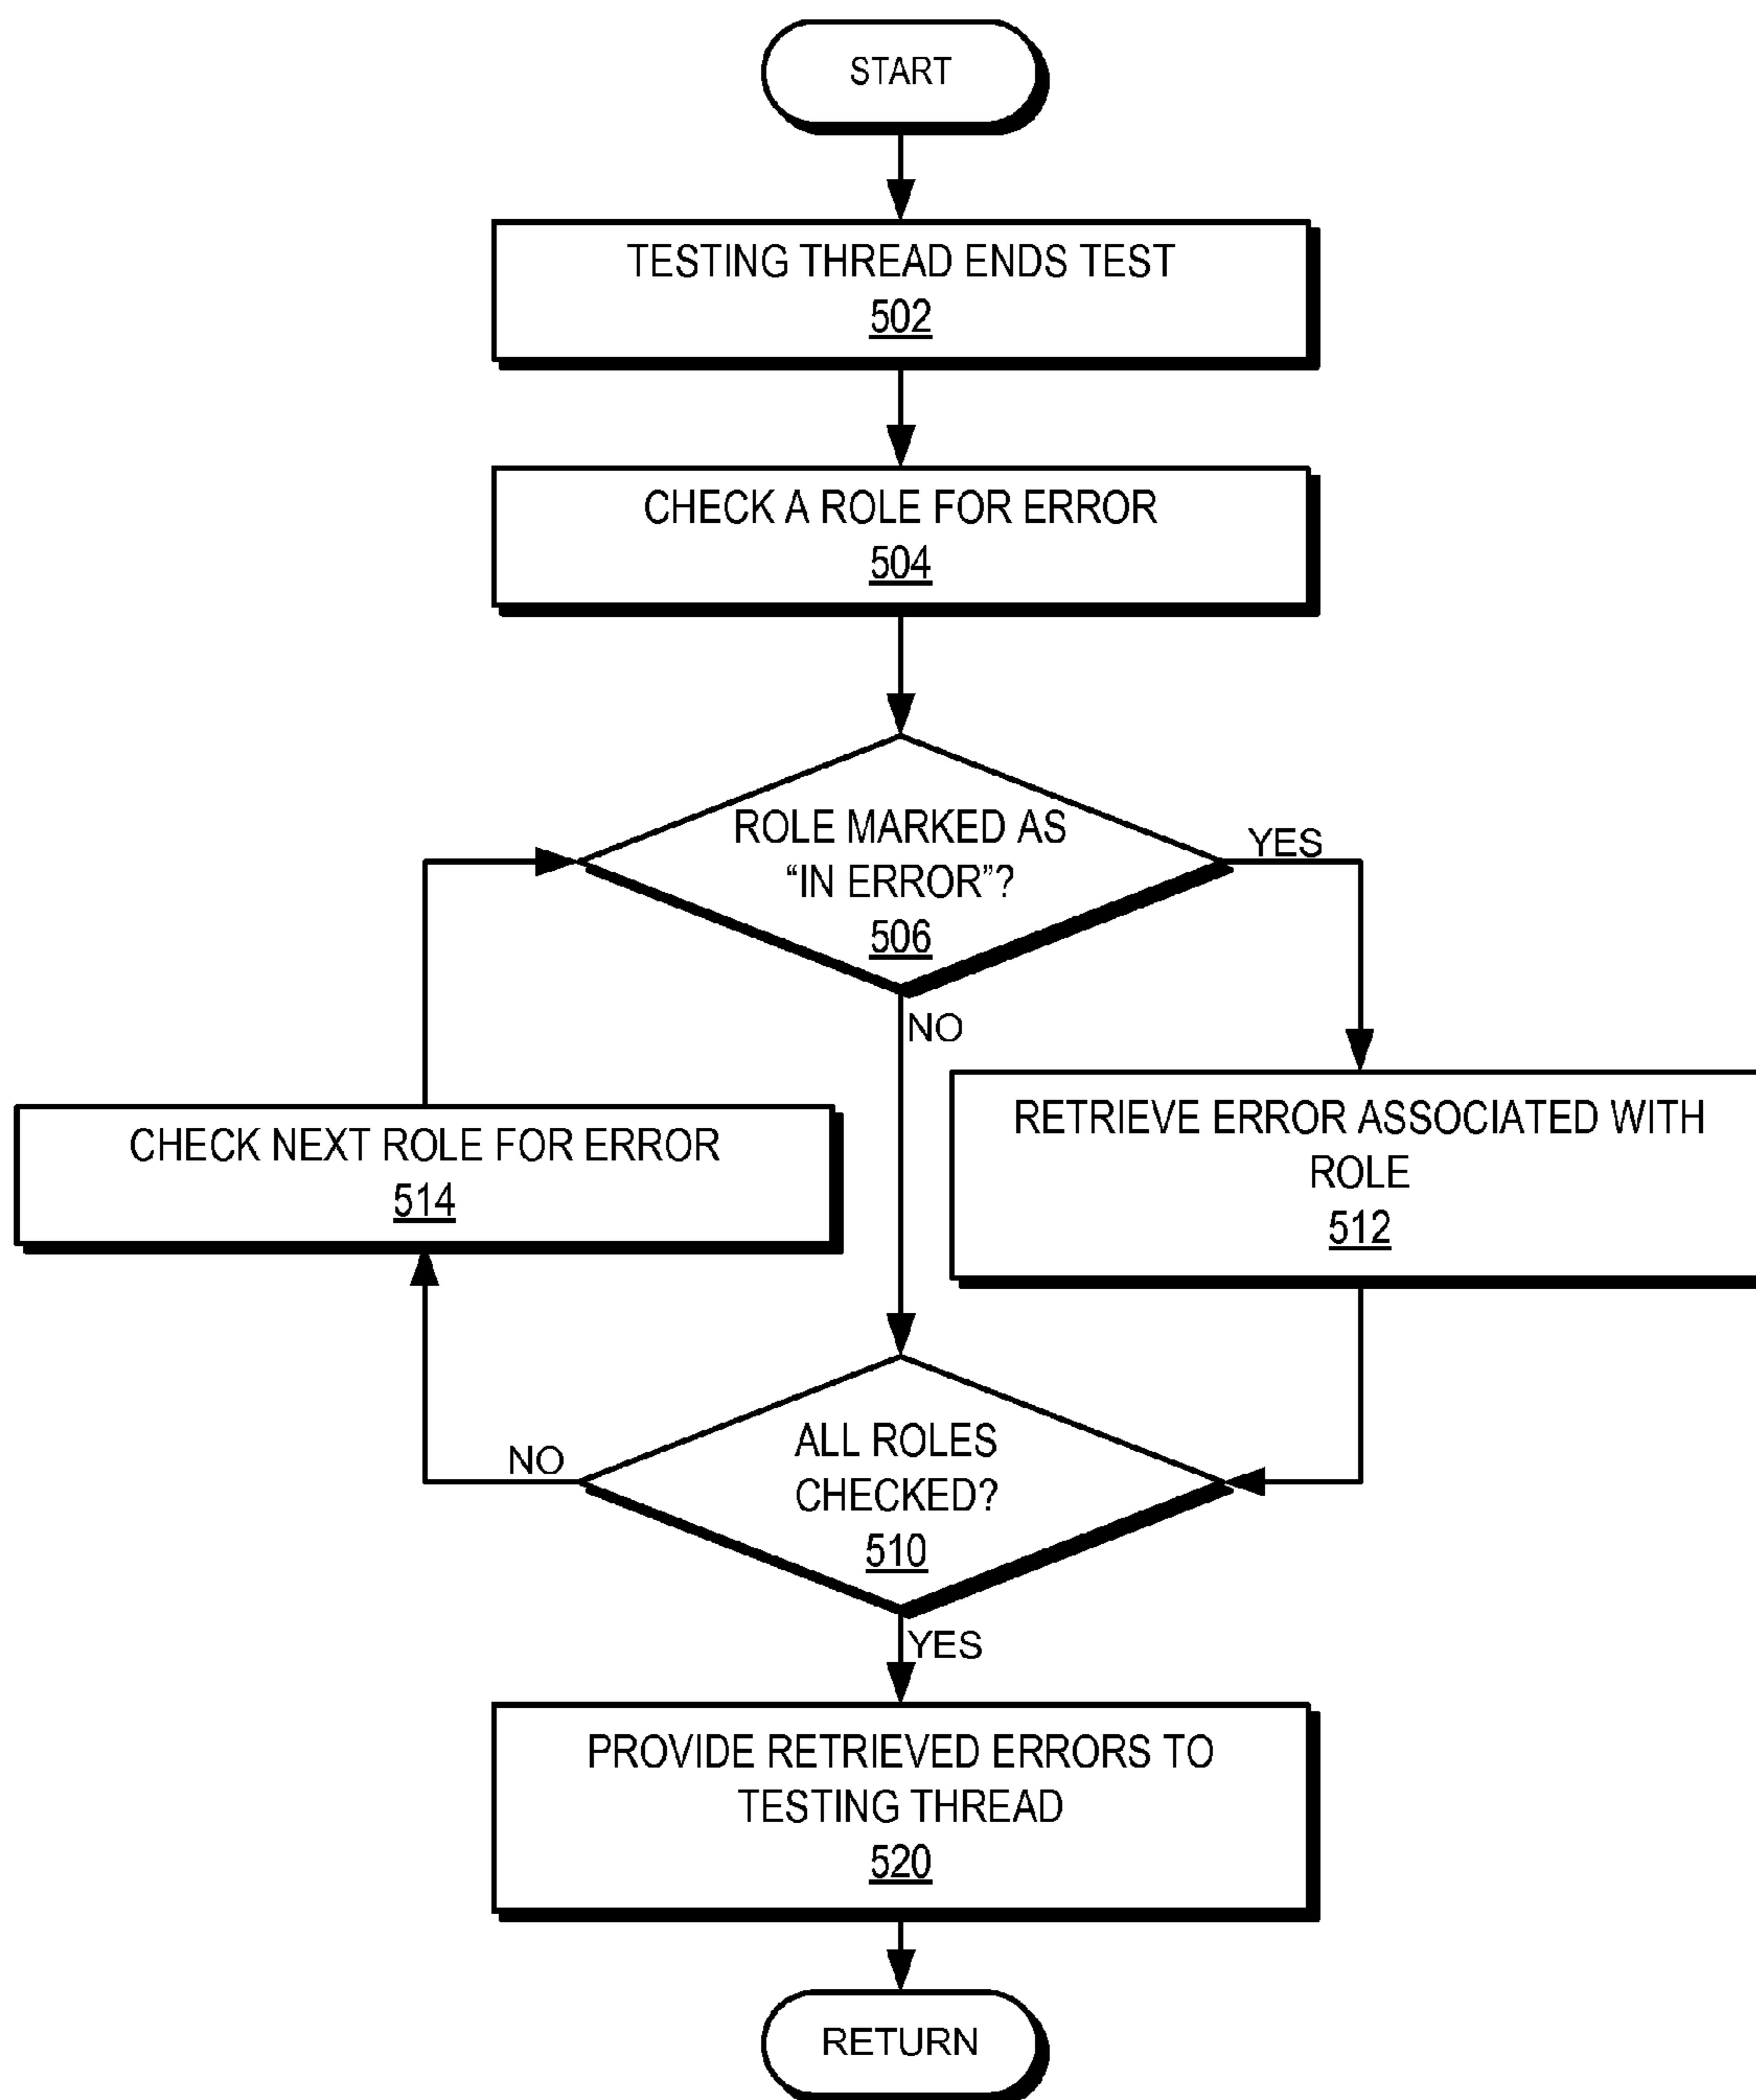 START
TESTING THREAD ENDS TEST
502
CHECK A ROLE FOR ERROR
504
ROLE MARKED AS
“IN ERROR”?
506
YES
NO
CHECK NEXT ROLE FOR ERROR
514
RETRIEVE ERROR ASSOCIATED WITH
ROLE
512
ALL ROLES
CHECKED?
510
NO
YES
PROVIDE RETRIEVED ERRORS TO
TESTING THREAD
520
RETURN